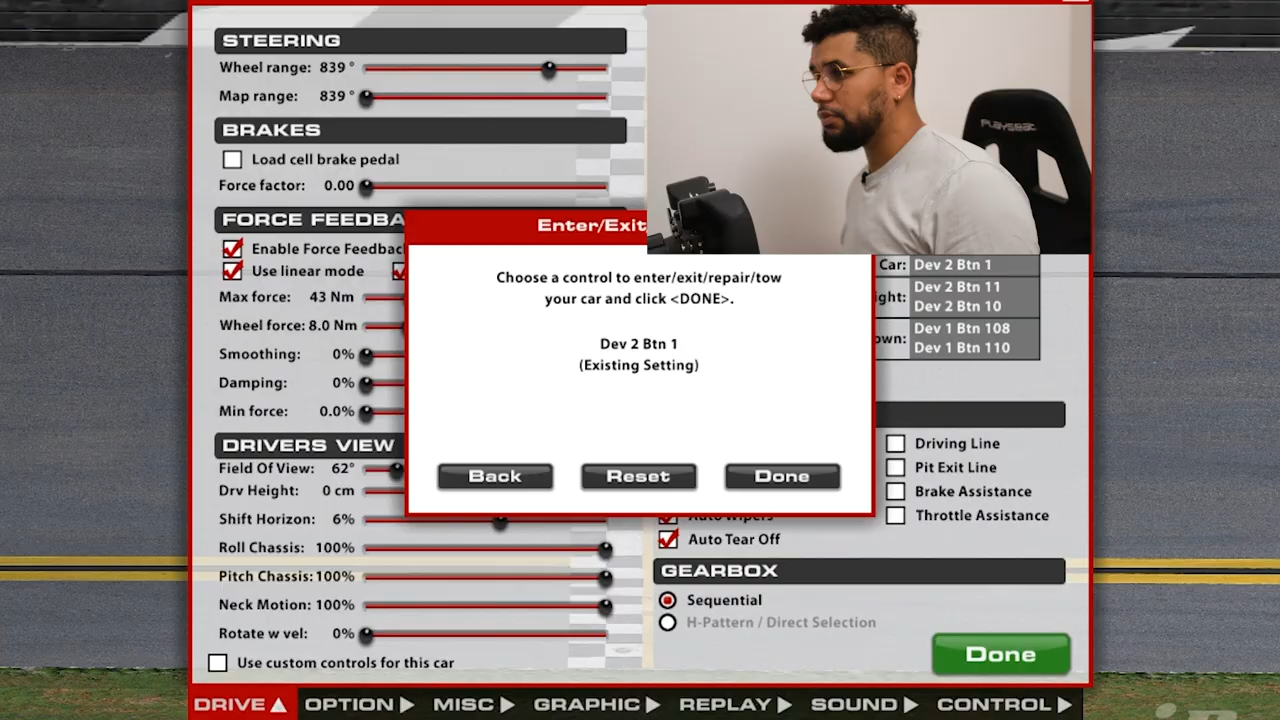 STEERING
Wheel range: 839 °
Map range: 839 °
BRAKES
Load cell brake pedal
Force factor: 0.00
FORCE FEEDBA
Enable Force Feedbac
Use linear mode
Max force: 43 Nm
Wheel force: 8.0 Nm
Smoothing: 0%
Damping: 0%
Min force: 0.0%
DRIVERS VIEW
Field Of View: 62°
Drv Height: 0 cm
Shift Horizon: 6%
Roll Chassis: 100%
Pitch Chassis: 100%
Neck Motion: 100%
Rotate w vel: 0%
Use custom controls for this car
PLAYSEAT
Enter/Exit
Choose a control to enter/exit/repair/tow
your car and click <DONE>.
Dev 2 Btn 1
(Existing Setting)
Back Reset Done
Car: Dev 2 Btn 1
ight: Dev 2 Btn 11
Dev 2 Btn 10
own: Dev 1 Btn 108
Dev 1 Btn 110
Driving Line
Pit Exit Line
Brake Assistance
Throttle Assistance
Auto Wipers
Auto Tear Off
GEARBOX
Sequential
H-Pattern / Direct Selection
Done
DRIVE OPTION MISC GRAPHIC REPLAY SOUND CONTROL